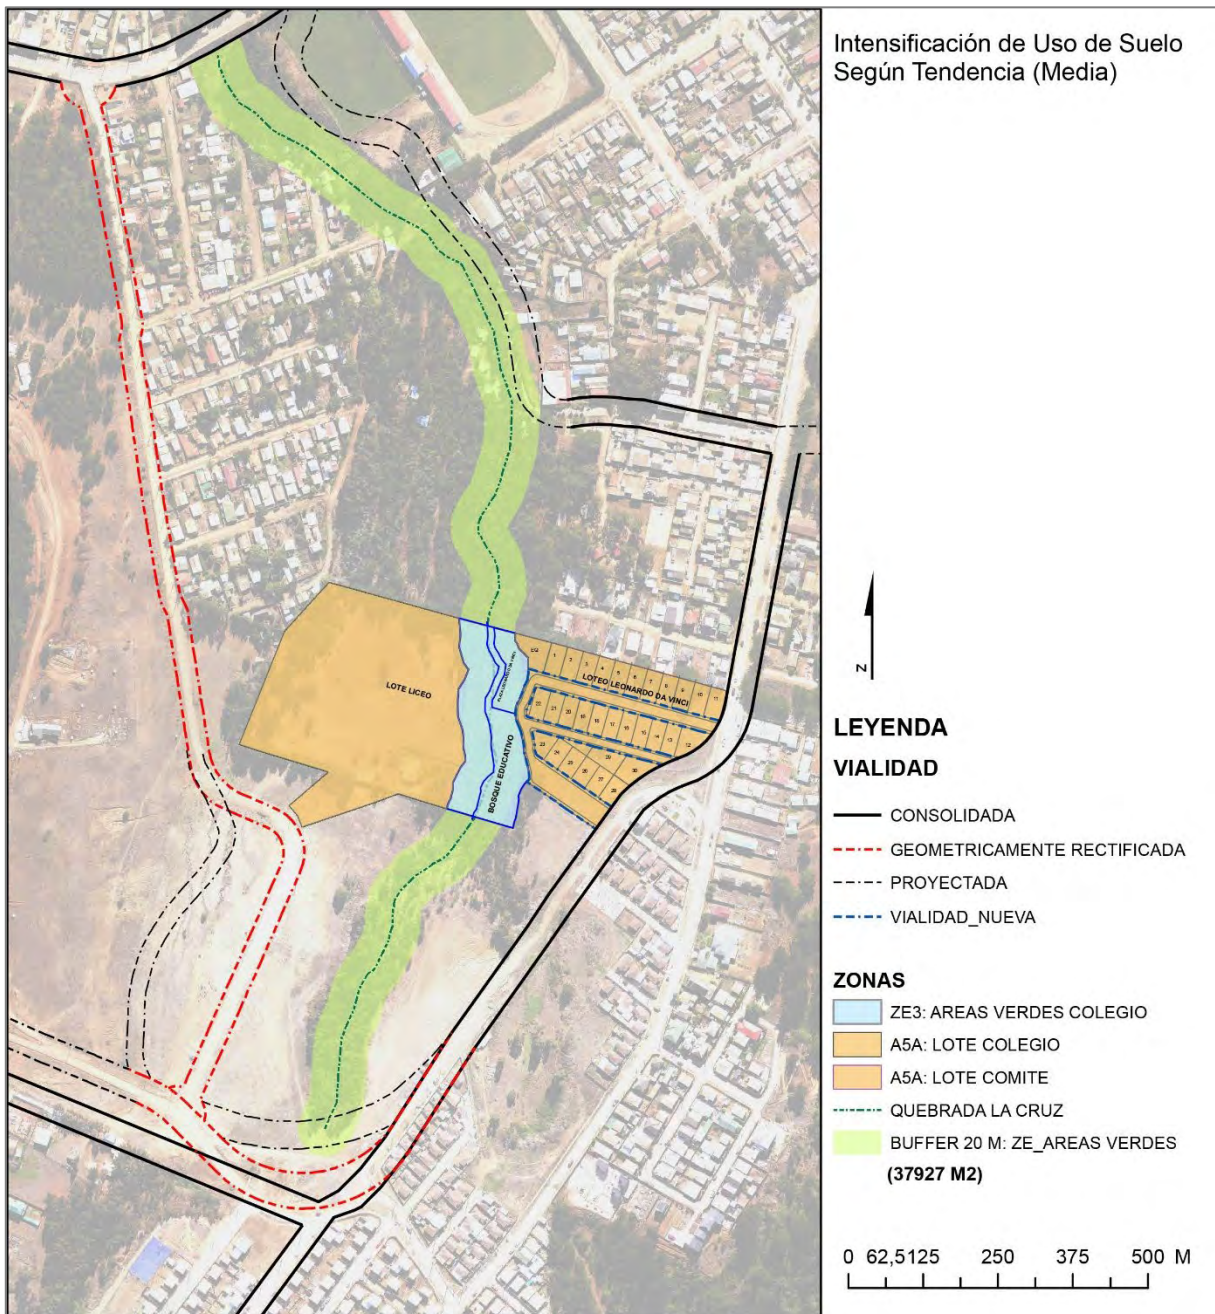 Intensificación de Uso de Suelo
Según Tendencia (Media)
LOTE LICEO
BOSQUE EDUCATIVO
LOTEO LEONARDO DA VINCI
N
LEYENDA
VIALIDAD
CONSOLIDADA
GEOMETRICAMENTE RECTIFICADA
PROYECTADA
VIALIDAD_NUEVA
ZONAS
ZE3: AREAS VERDES COLEGIO
A5A: LOTE COLEGIO
A5A: LOTE COMITE
QUEBRADA LA CRUZ
BUFFER 20 M: ZE_AREAS VERDES
(37927 M2)
0 62,5125 250 375 500 M